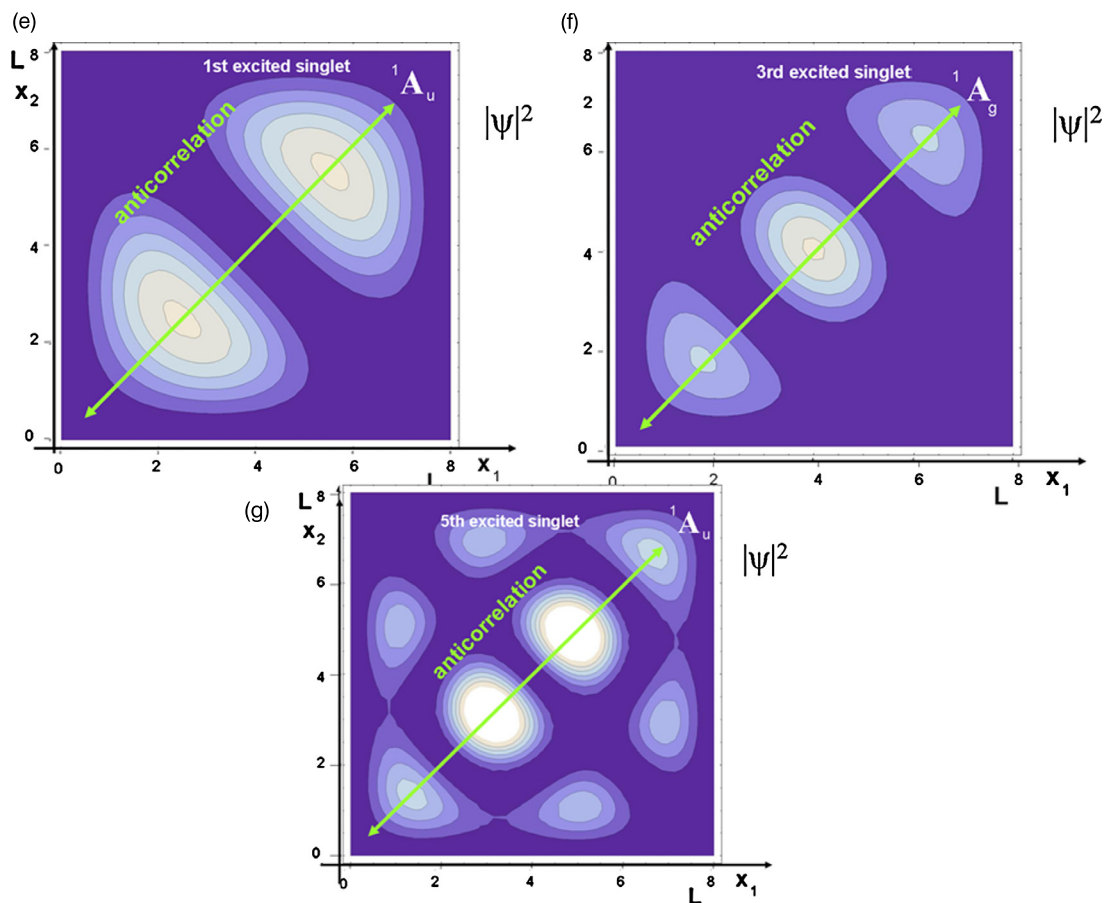 (e)
1st excited singlet
1Au
anticorrelation
|ψ|2
L 8
x2
6
4
2
0
0 2 4 6 8 x1
L
(f)
3rd excited singlet
1Ag
anticorrelation
|ψ|2
8
2
6
4
2
0
0 2 4 6 8 x1
L
(g)
5th excited singlet
1Au
anticorrelation
|ψ|2
L 8
x2
6
4
2
0
0 2 4 6 8 x1
L